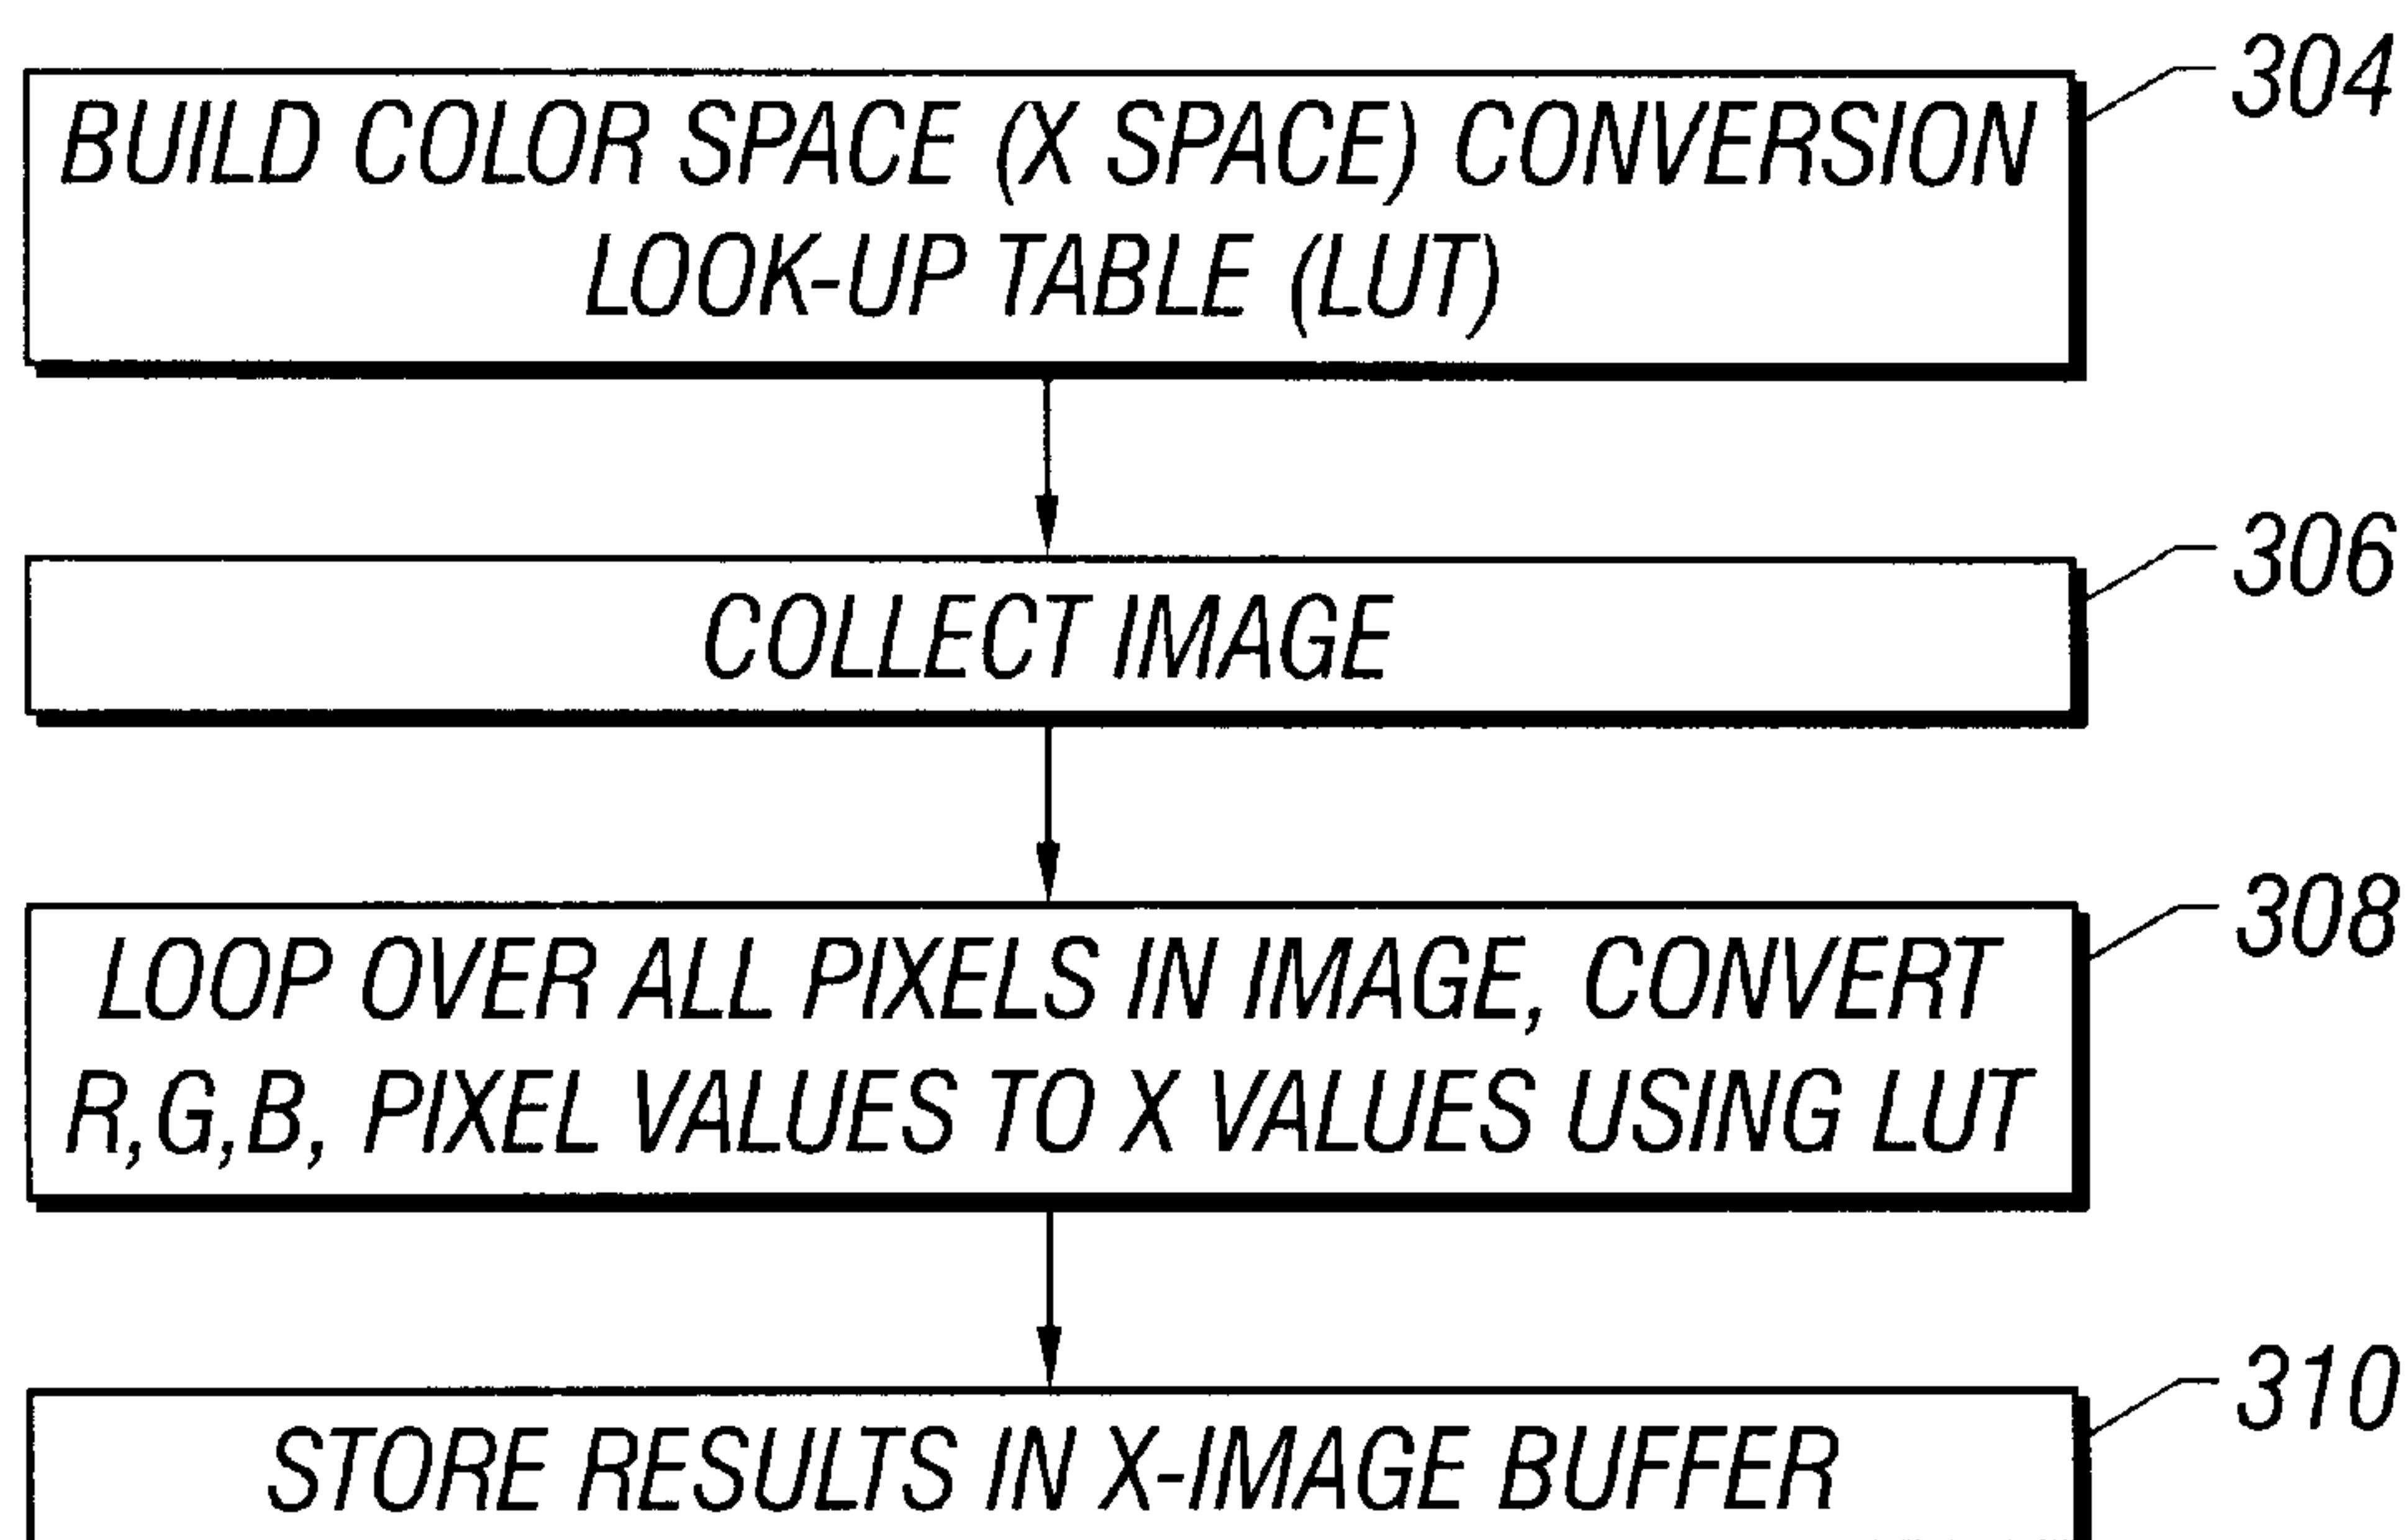 304
BUILD COLOR SPACE (X SPACE) CONVERSION
LOOK-UP TABLE (LUT)
306
COLLECT IMAGE
308
LOOP OVER ALL PIXELS IN IMAGE, CONVERT
R,G,B, PIXEL VALUES TO X VALUES USING LUT
310
STORE RESULTS IN X-IMAGE BUFFER